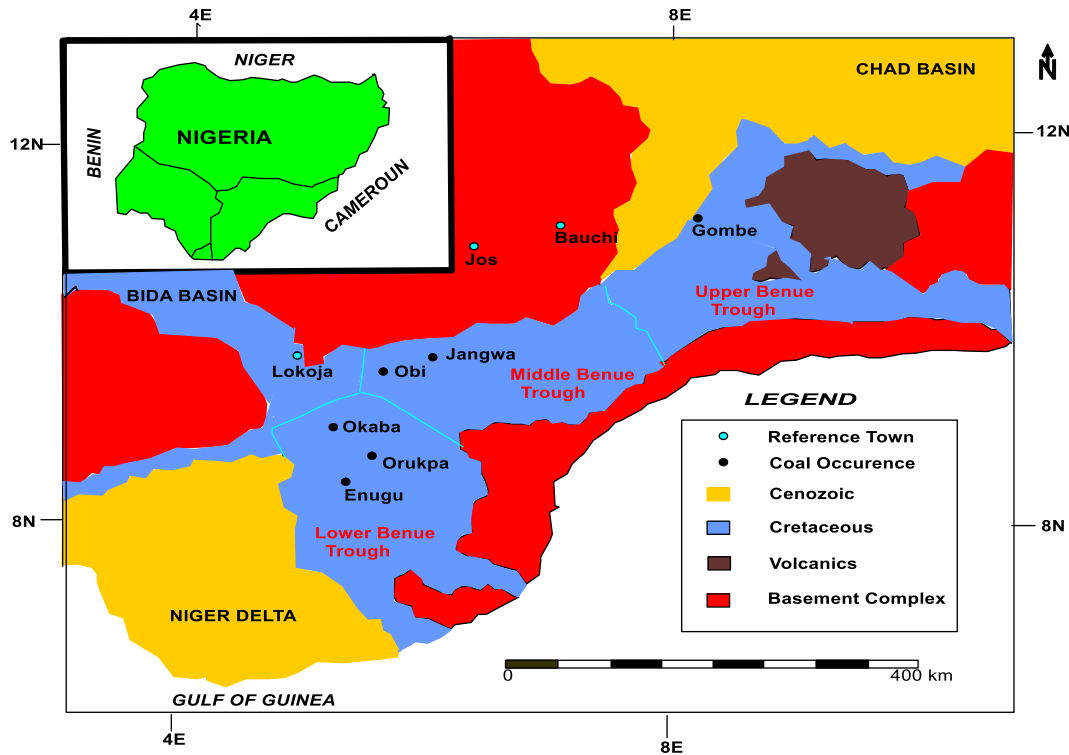 4E
8E
NIGER
BENIN
NIGERIA
CAMEROUN
CHAD BASIN
N
12N
12N
Gombe
Bauchi
Jos
BIDA BASIN
Upper Benue
Trough
Lokoja
Jangwa
Obi
Middle Benue
Trough
Okaba
Orukpa
Enugu
Lower Benue
Trough
8N
8N
NIGER DELTA
GULF OF GUINEA
LEGEND
Reference Town
Coal Occurence
Cenozoic
Cretaceous
Volcanics
Basement Complex
0
400 km
4E
8E